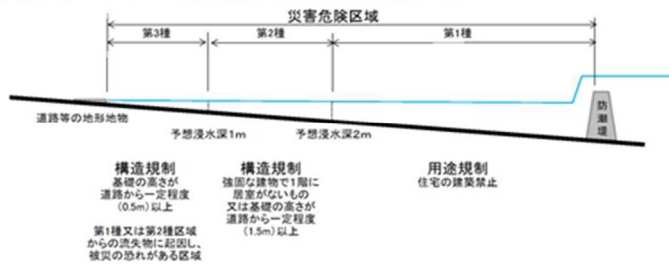 災害危険区域
第3種
第2種
第1種
防潮堤
道路等の地形地物
予想浸水深1m
予想浸水深2m
構造規制
基礎の高さが
道路から一定程度
(0.5m)以上
第1種又は第2種区域
からの流失物に起因し、
被災の恐れがある区域
構造規制
強固な建物で1階に
居室がないもの
又は基礎の高さが
道路から一定程度
(1.5m)以上
用途規制
住宅の建築禁止